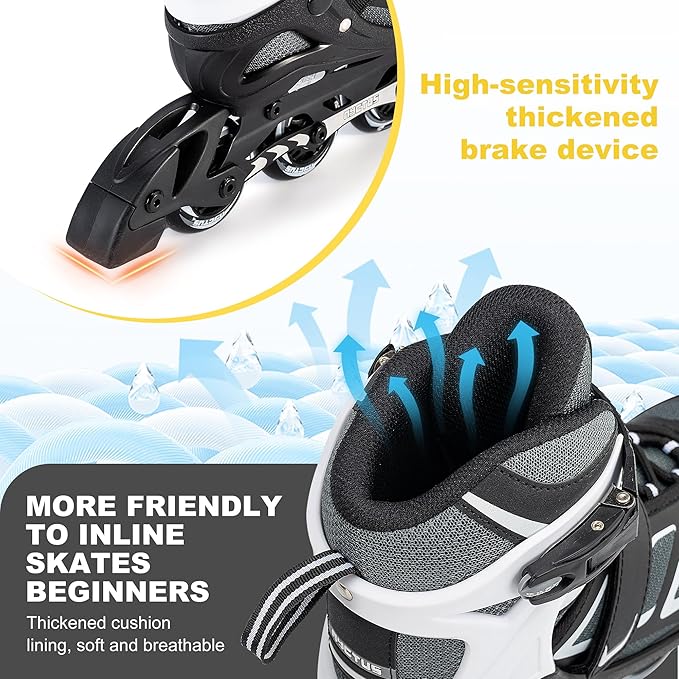 High-sensitivity
thickened
brake device
MORE FRIENDLY
TO INLINE
SKATES
BEGINNERS
Thickened cushion
lining, soft and breathable